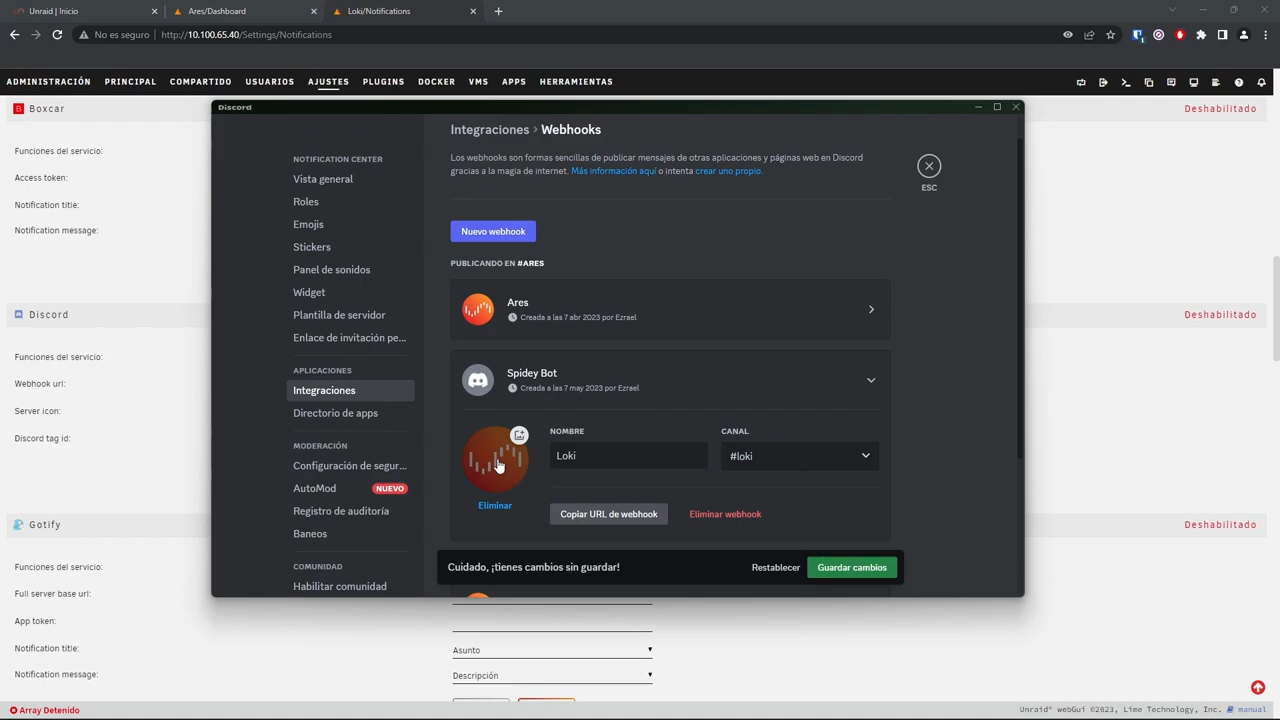 Unraid | Inicio
Ares/Dashboard
Loki/Notifications
No es seguro
http://10.100.65.40/Settings/Notifications
ADMINISTRACIÓN PRINCIPAL COMPARTIDO USUARIOS AJUSTES PLUGINS DOCKER VMS APPS HERRAMIENTAS
B Boxcar
Deshabilitado
Funciones del servicio:
Access token:
Notification title:
Notification message:
Discord
Deshabilitado
Funciones del servicio:
Webhook url:
Server icon:
Discord tag id:
Gotify
Deshabilitado
Funciones del servicio:
Full server base url:
App token:
Notification title:
Notification message:
Asunto
Descripción
Discord
NOTIFICATION CENTER
Vista general
Roles
Emojis
Stickers
Panel de sonidos
Widget
Plantilla de servidor
Enlace de invitación pe...
APLICACIONES
Integraciones
Directorio de apps
MODERACIÓN
Configuración de segur...
AutoMod NUEVO
Registro de auditoría
Baneos
COMUNIDAD
Habilitar comunidad
Integraciones > Webhooks
Los webhooks son formas sencillas de publicar mensajes de otras aplicaciones y páginas web en Discord
gracias a la magia de internet. Más información aquí o intenta crear uno propio.
ESC
Nuevo webhook
PUBLICANDO EN #ARES
Ares
Creada a las 7 abr 2023 por Ezrael
Spidey Bot
Creada a las 7 may 2023 por Ezrael
NOMBRE
Loki
CANAL
#loki
Eliminar
Copiar URL de webhook
Eliminar webhook
Cuidado, ¡tienes cambios sin guardar!
Restablecer
Guardar cambios
Array Detenido
Unraid® webGui ©2023, Lime Technology, Inc. manual